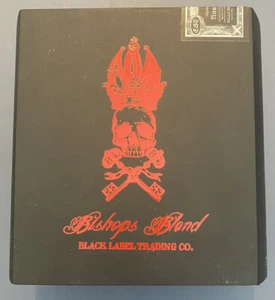 Bishops Blend
BLACK LABEL TRADING CO.